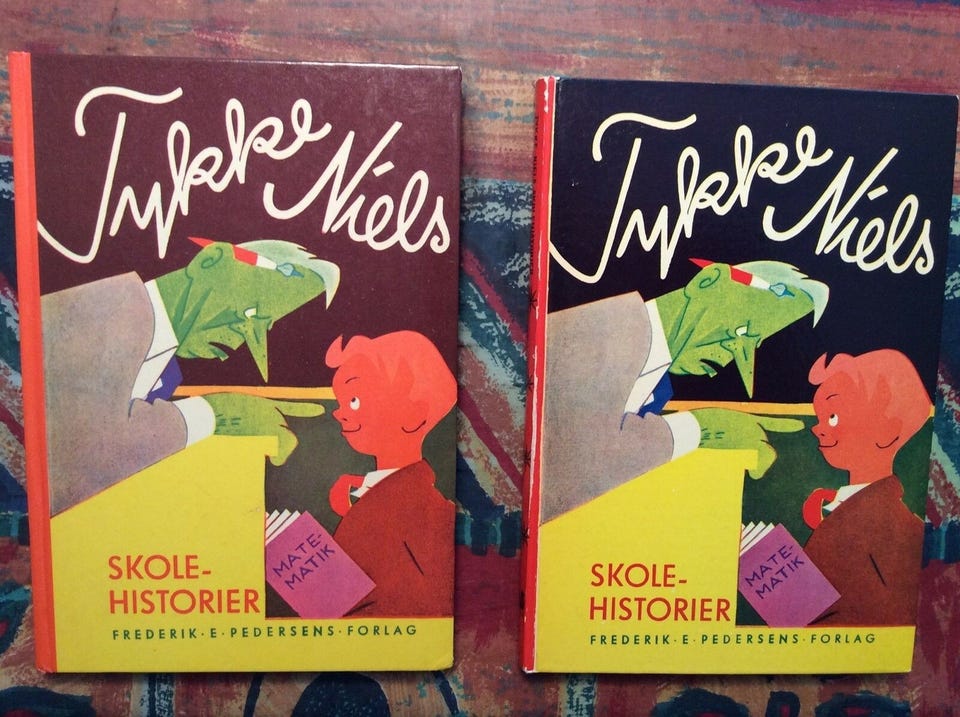 Tykke
Niels
MATE-
MATIK
SKOLE-
HISTORIER
FREDERIK · E · PEDERSENS · FORLAG
Tykke
Niels
MATE-
MATIK
SKOLE-
HISTORIER
FREDERIK · E · PEDERSENS · FORLAG